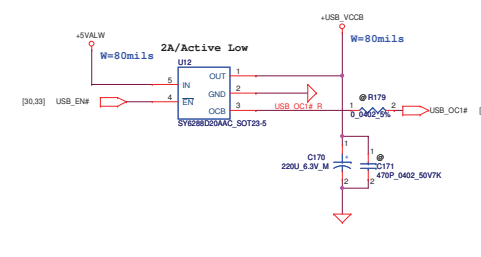 +USB_VCCB
+5VALW
2A/Active Low
W=80mils
W=80mils
U12
5 IN OUT 1
GND 2
[30,33] USB_EN# 4 EN OCB 3
USB_OC1#_R
1 @ R179 2
0_0402_5%
USB_OC1# [
SY6288D20AAC_SOT23-5
1 1
C170 + @
220U_6.3V_M C171
470P_0402_50V7K
2 2